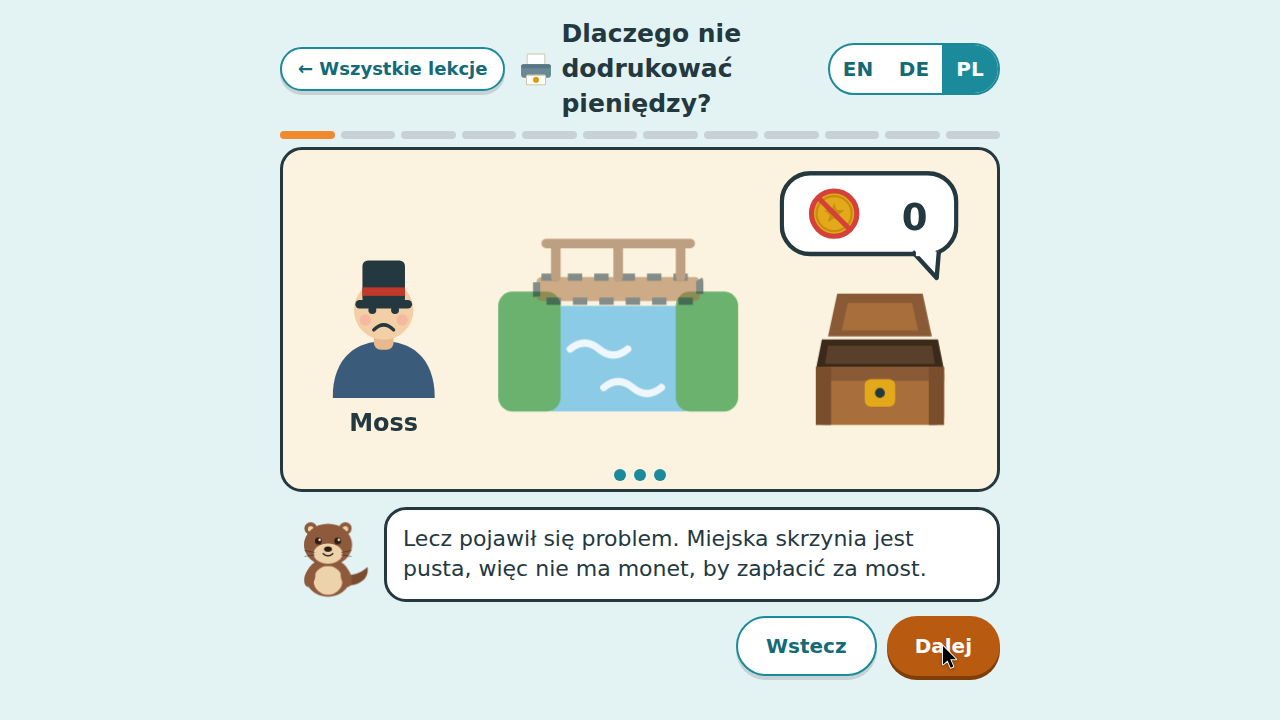 ← Wszystkie lekcje
Dlaczego nie
dodrukować
pieniędzy?
EN DE PL
0
Moss
Lecz pojawił się problem. Miejska skrzynia jest
pusta, więc nie ma monet, by zapłacić za most.
Wstecz
Dalej